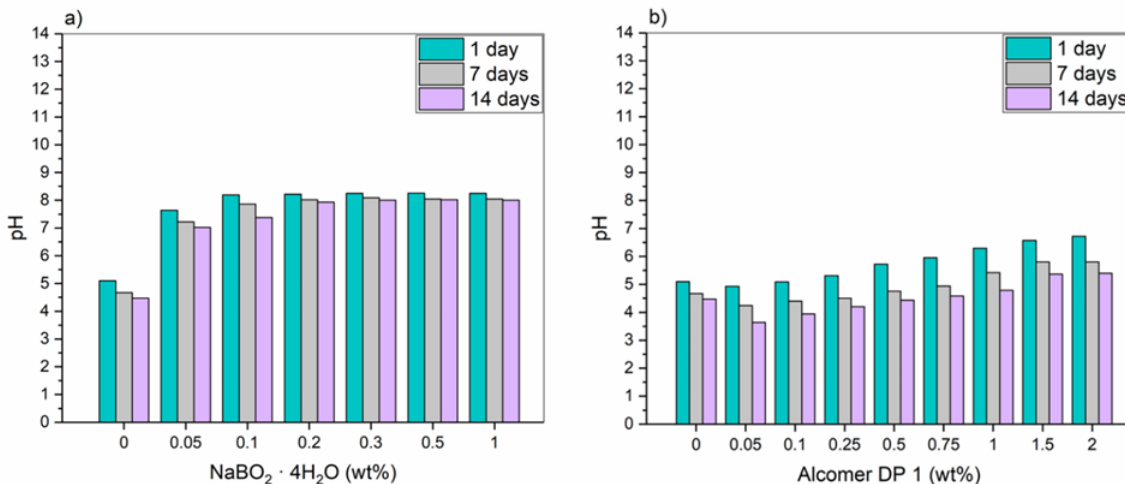 a)
1 day
7 days
14 days
14
13
12
11
10
9
8
7
6
5
4
3
2
1
0
pH
0 0.05 0.1 0.2 0.3 0.5 1
NaBO₂ · 4H₂O (wt%)
b)
1 day
7 days
14 days
14
13
12
11
10
9
8
7
6
5
4
3
2
1
0
pH
0 0.05 0.1 0.25 0.5 0.75 1 1.5 2
Alcomer DP 1 (wt%)